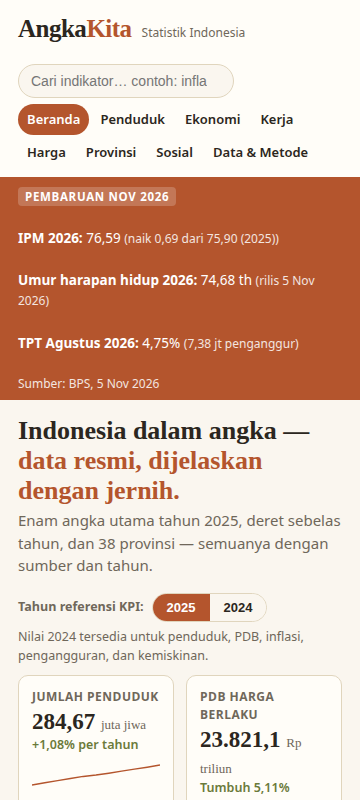 AngkaKita Statistik Indonesia
Cari indikator… contoh: infla
Beranda Penduduk Ekonomi Kerja
Harga Provinsi Sosial Data & Metode
PEMBARUAN NOV 2026
IPM 2026: 76,59 (naik 0,69 dari 75,90 (2025))
Umur harapan hidup 2026: 74,68 th (rilis 5 Nov
2026)
TPT Agustus 2026: 4,75% (7,38 jt penganggur)
Sumber: BPS, 5 Nov 2026
Indonesia dalam angka —
data resmi, dijelaskan
dengan jernih.
Enam angka utama tahun 2025, deret sebelas
tahun, dan 38 provinsi — semuanya dengan
sumber dan tahun.
Tahun referensi KPI: 2025 2024
Nilai 2024 tersedia untuk penduduk, PDB, inflasi,
pengangguran, dan kemiskinan.
JUMLAH PENDUDUK
284,67 juta jiwa
+1,08% per tahun
PDB HARGA
BERLAKU
23.821,1 Rp
triliun
Tumbuh 5,11%